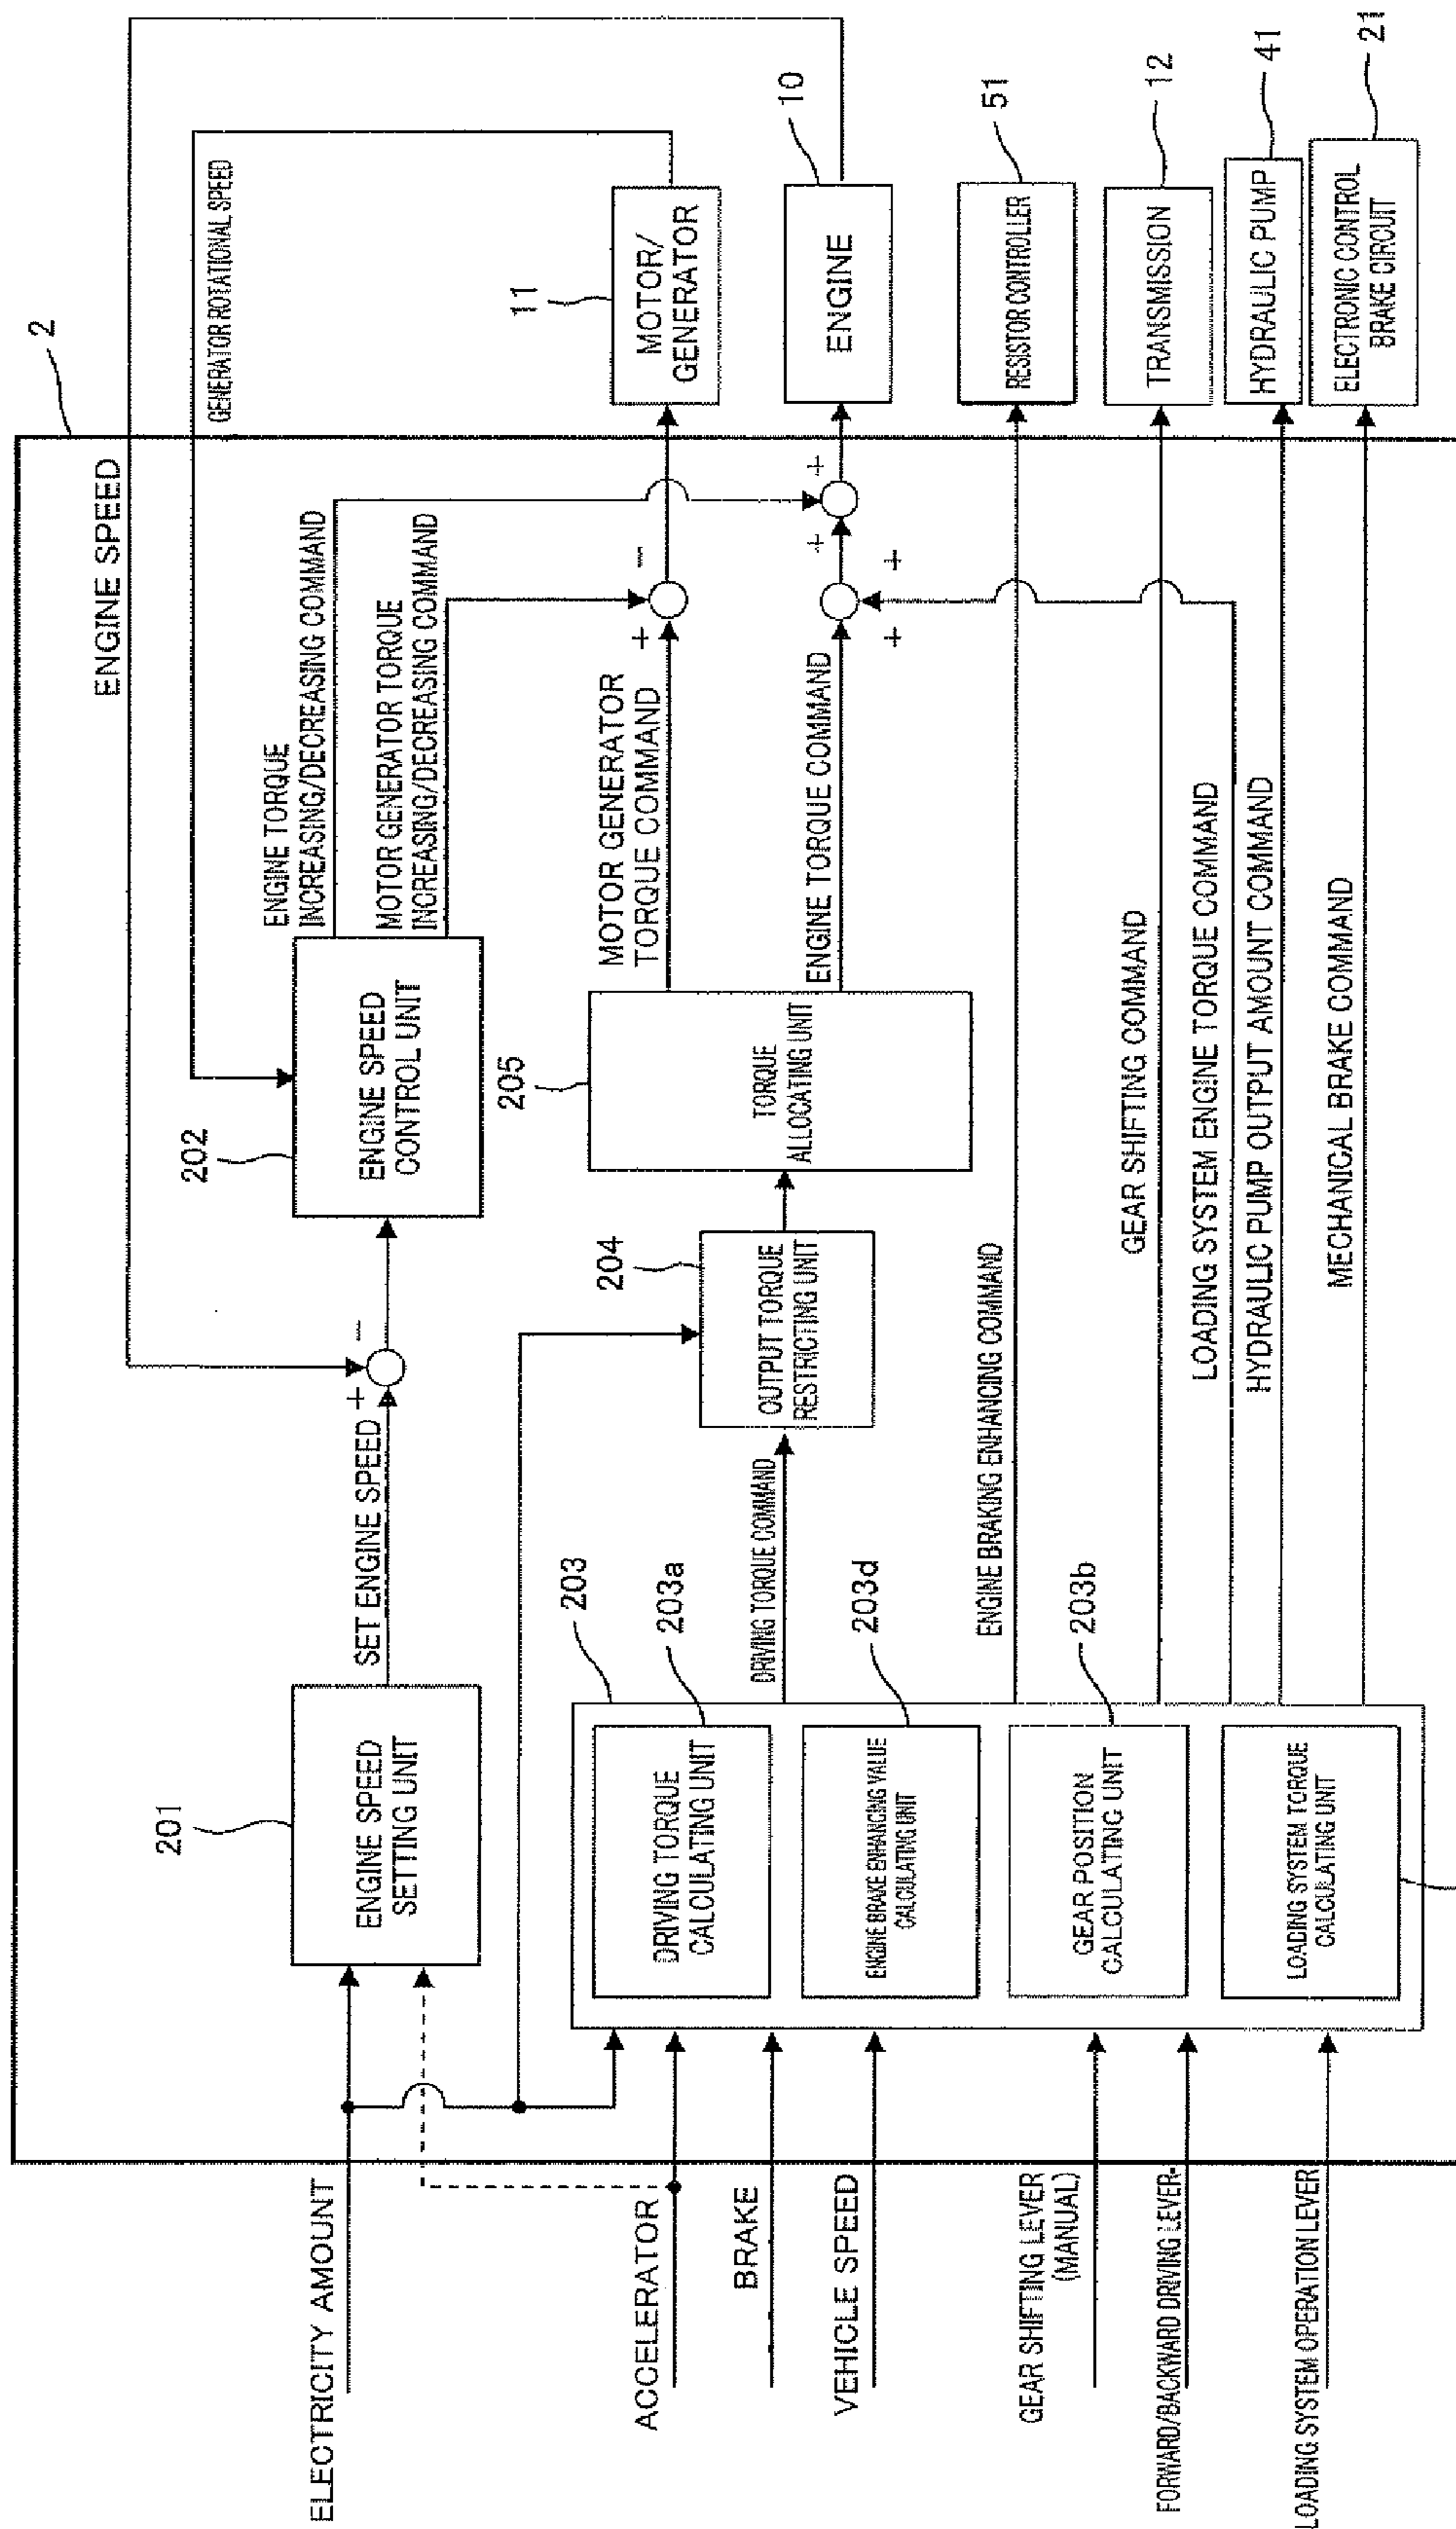 2
ENGINE SPEED
GENERATOR ROTATIONAL SPEED
ELECTRICITY AMOUNT
201
ENGINE SPEED
SETTING UNIT
SET ENGINE SPEED
+
−
202
ENGINE SPEED
CONTROL UNIT
ENGINE TORQUE
INCREASING/DECREASING COMMAND
MOTOR GENERATOR TORQUE
INCREASING/DECREASING COMMAND
11
MOTOR/
GENERATOR
ACCELERATOR
BRAKE
VEHICLE SPEED
GEAR SHIFTING LEVER
(MANUAL)
FORWARD/BACKWARD DRIVING LEVER-
LOADING SYSTEM OPERATION LEVER
203
203a
DRIVING TORQUE
CALCULATING UNIT
203d
ENGINE BRAKE ENHANCING VALUE
CALCULATING UNIT
203b
GEAR POSITION
CALCULATING UNIT
LOADING SYSTEM TORQUE
CALCULATING UNIT
DRIVING TORQUE COMMAND
204
OUTPUT TORQUE
RESTRICTING UNIT
205
TORQUE
ALLOCATING UNIT
MOTOR GENERATOR
TORQUE COMMAND
+
−
ENGINE TORQUE COMMAND
+
+
+
+
10
ENGINE
ENGINE BRAKING ENHANCING COMMAND
51
RESISTOR CONTROLLER
GEAR SHIFTING COMMAND
12
TRANSMISSION
LOADING SYSTEM ENGINE TORQUE COMMAND
HYDRAULIC PUMP OUTPUT AMOUNT COMMAND
41
HYDRAULIC PUMP
MECHANICAL BRAKE COMMAND
21
ELECTRONIC CONTROL
BRAKE CIRCUIT